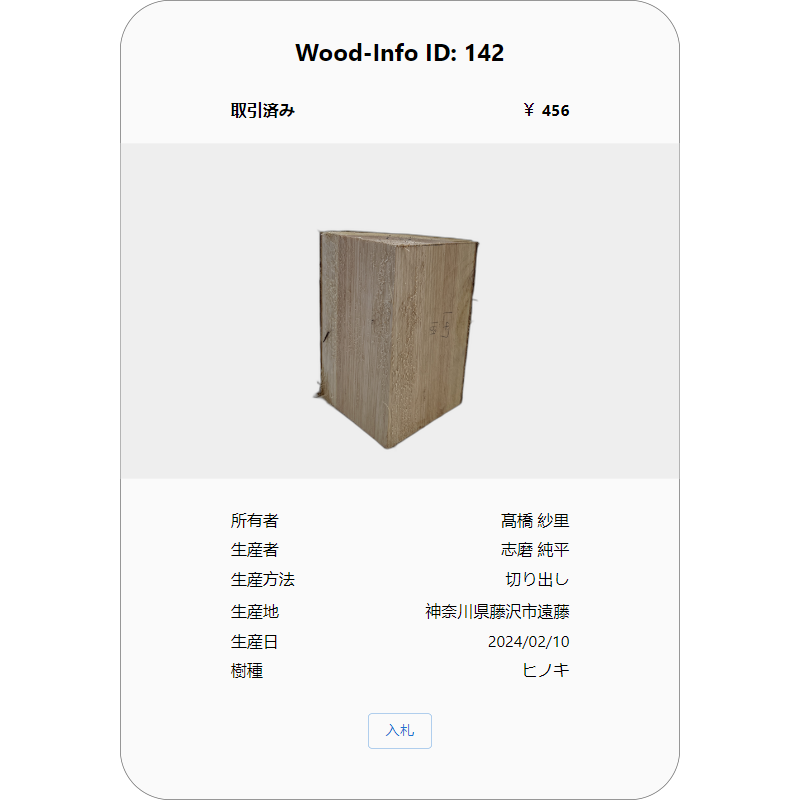 Wood-Info ID: 142
取引済み ￥ 456
所有者 髙橋 紗里
生産者 志磨 純平
生産方法 切り出し
生産地 神奈川県藤沢市遠藤
生産日 2024/02/10
樹種 ヒノキ
入札